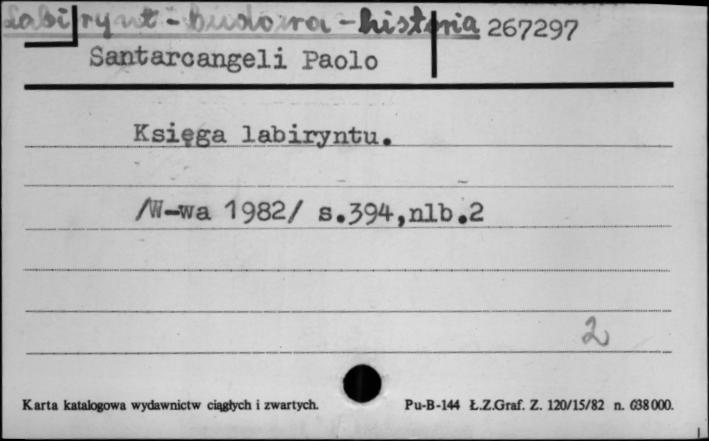 Labirynt - budowa - historia 267297
Santarcangeli Paolo
Księga labiryntu.
/W-wa 1982/ s.394,nlb.2
2
Karta katalogowa wydawnictw ciągłych i zwartych. Pu-B-144 Ł.Z.Graf. Z. 120/15/82 n. 638000.